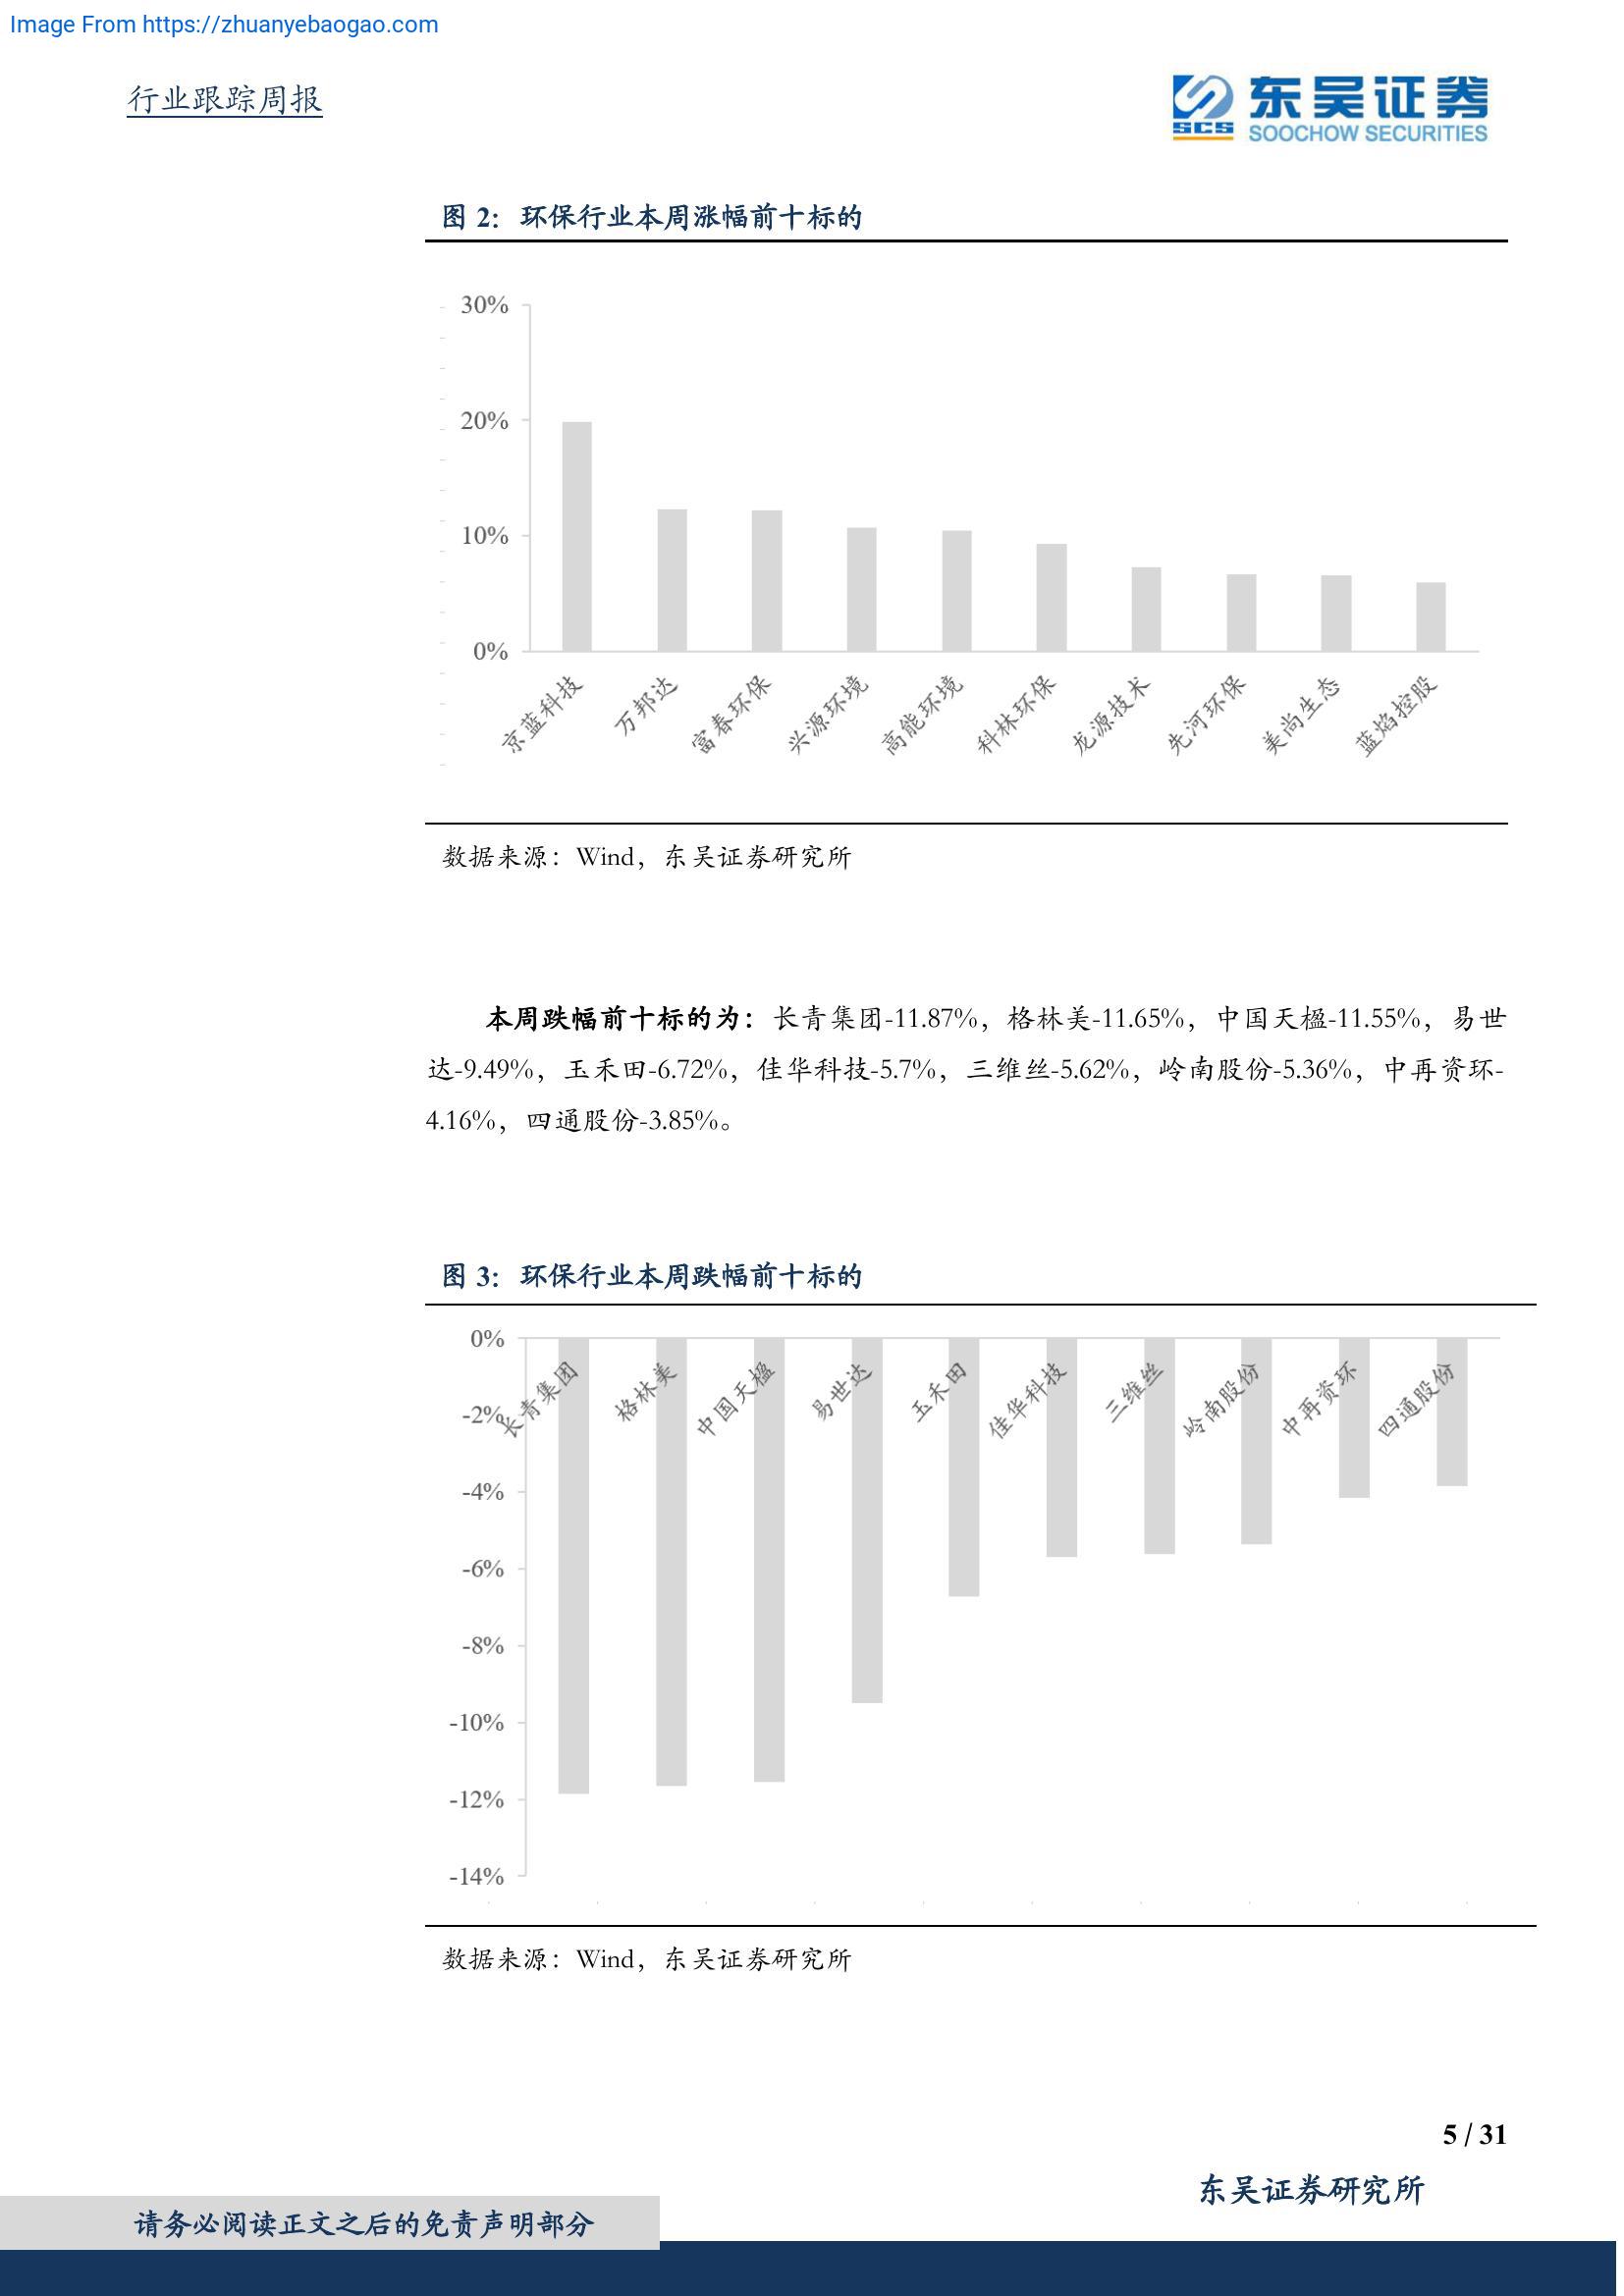 Image From https://zhuanyebaogao.com
行业跟踪周报
SCS
东吴证券
SOOCHOW SECURITIES
图 2：环保行业本周涨幅前十标的
30%
20%
10%
0%
京蓝科技
万邦达
富春环保
兴源环境
高能环境
科林环保
龙源技术
先河环保
美尚生态
蓝焰控股
数据来源：Wind，东吴证券研究所
本周跌幅前十标的为：长青集团-11.87%，格林美-11.65%，中国天楹-11.55%，易世
达-9.49%，玉禾田-6.72%，佳华科技-5.7%，三维丝-5.62%，岭南股份-5.36%，中再资环-
4.16%，四通股份-3.85%。
图 3：环保行业本周跌幅前十标的
0%
-2%
-4%
-6%
-8%
-10%
-12%
-14%
长青集团
格林美
中国天楹
易世达
玉禾田
佳华科技
三维丝
岭南股份
中再资环
四通股份
数据来源：Wind，东吴证券研究所
5 / 31
东吴证券研究所
请务必阅读正文之后的免责声明部分